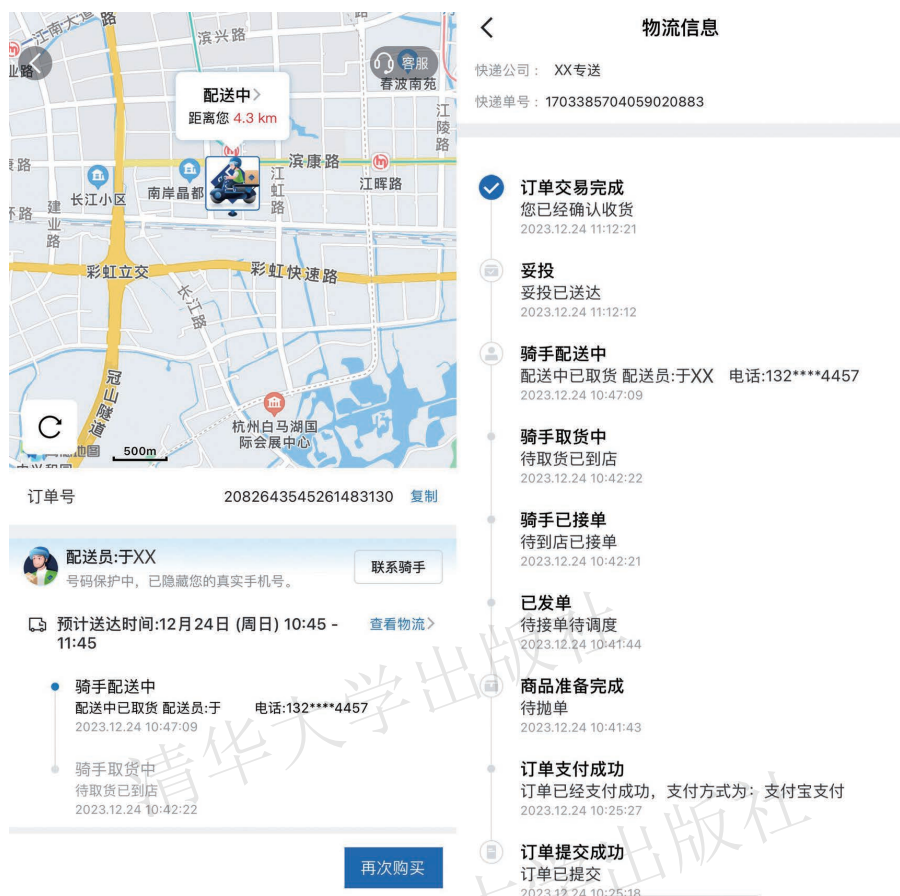 江南大道
路
滨兴路
业路
客服
春波南苑
配送中>
距离您 4.3 km
江陵路
滨康路
路
长江小区
南岸晶都
江虹路
江晖路
建业路
环路
彩虹立交
彩虹快速路
长江路
冠山隧道
杭州白马湖国
际会展中心
500m
订单号 2082643545261483130 复制
配送员:于XX
号码保护中，已隐藏您的真实手机号。
联系骑手
预计送达时间:12月24日 (周日) 10:45 -
11:45
查看物流>
骑手配送中
配送中已取货 配送员:于 电话:132****4457
2023.12.24 10:47:09
骑手取货中
待取货已到店
2023.12.24 10:42:22
再次购买
物流信息
快递公司： XX专送
快递单号：1703385704059020883
订单交易完成
您已经确认收货
2023.12.24 11:12:21
妥投
妥投已送达
2023.12.24 11:12:12
骑手配送中
配送中已取货 配送员:于XX 电话:132****4457
2023.12.24 10:47:09
骑手取货中
待取货已到店
2023.12.24 10:42:22
骑手已接单
待到店已接单
2023.12.24 10:42:21
已发单
待接单待调度
2023.12.24 10:41:44
商品准备完成
待抛单
2023.12.24 10:41:43
订单支付成功
订单已经支付成功，支付方式为：支付宝支付
2023.12.24 10:25:27
订单提交成功
订单已提交
2023.12.24 10:25:18
清华大学出版社
大学出版社